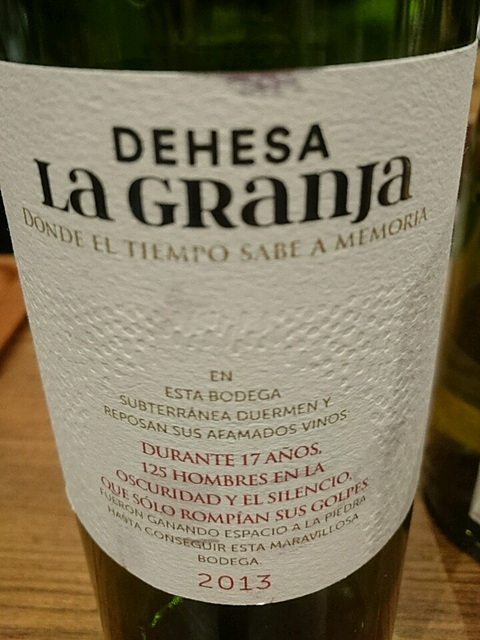 DEHESA
La GRanja
DONDE EL TIEMPO SABE A MEMORIA
EN
ESTA BODEGA
SUBTERRÁNEA DUERMEN Y
REPOSAN SUS AFAMADOS VINOS.
DURANTE 17 AÑOS,
125 HOMBRES EN LA
OSCURIDAD Y EL SILENCIO,
QUE SÓLO ROMPÍAN SUS GOLPES
FUERON GANANDO ESPACIO A LA PIEDRA
HASTA CONSEGUIR ESTA MARAVILLOSA
BODEGA.
2013